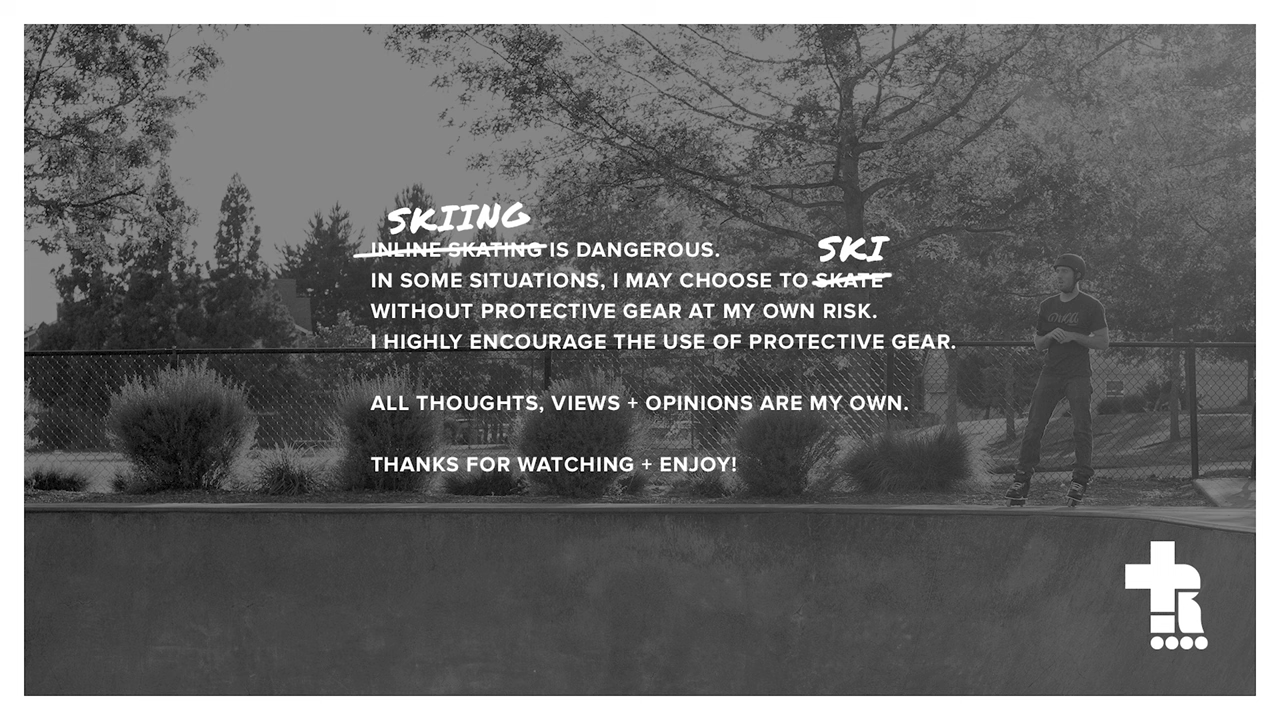 SKIING
INLINE SKATING IS DANGEROUS.
SKI
IN SOME SITUATIONS, I MAY CHOOSE TO SKATE
WITHOUT PROTECTIVE GEAR AT MY OWN RISK.
I HIGHLY ENCOURAGE THE USE OF PROTECTIVE GEAR.
ALL THOUGHTS, VIEWS + OPINIONS ARE MY OWN.
THANKS FOR WATCHING + ENJOY!